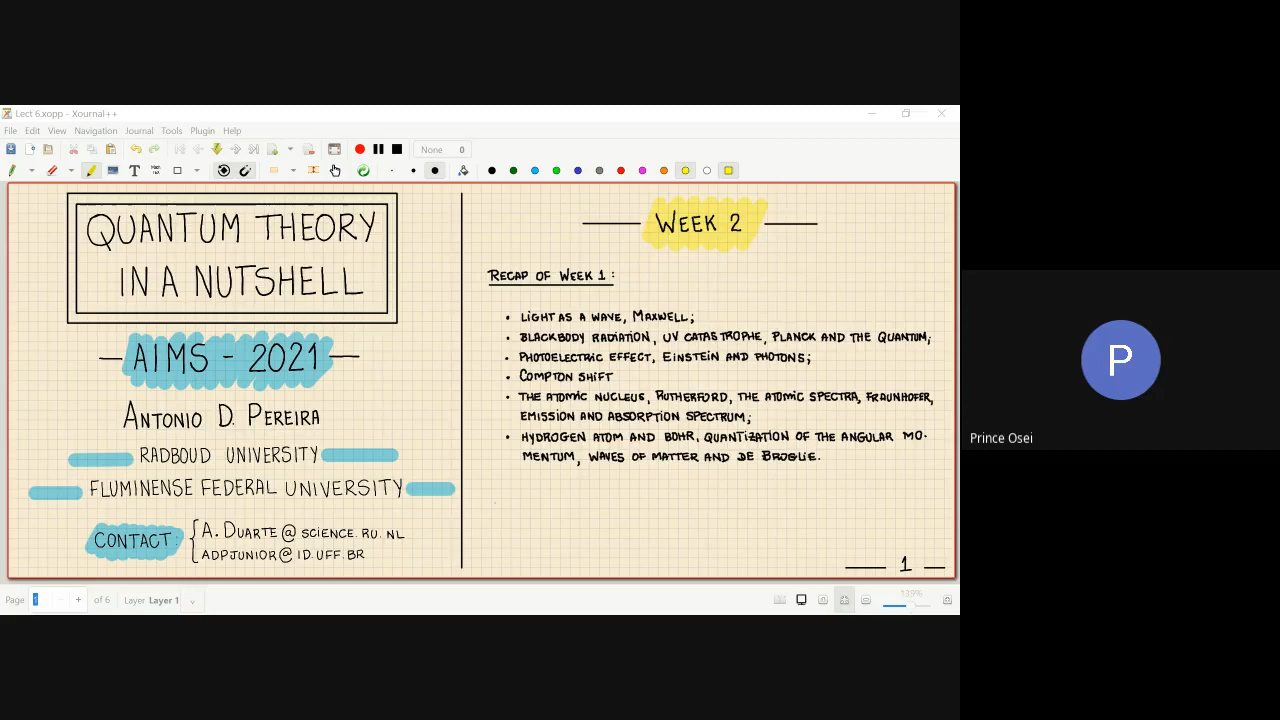 Lect 6.xopp - Xournal++
File Edit View Navigation Journal Tools Plugin Help
None 0
QUANTUM THEORY
IN A NUTSHELL
AIMS - 2021
ANTONIO D. PEREIRA
RADBOUD UNIVERSITY
FLUMINENSE FEDERAL UNIVERSITY
CONTACT: { A.DUARTE@SCIENCE.RU.NL
ADPJUNIOR@ID.UFF.BR
WEEK 2
RECAP OF WEEK 1:
• LIGHT AS A WAVE, MAXWELL;
• BLACKBODY RADIATION, UV CATASTROPHE, PLANCK AND THE QUANTUM;
• PHOTOELECTRIC EFFECT, EINSTEIN AND PHOTONS;
• COMPTON SHIFT
• THE ATOMIC NUCLEUS, RUTHERFORD, THE ATOMIC SPECTRA, FRAUNHOFER,
EMISSION AND ABSORPTION SPECTRUM;
• HYDROGEN ATOM AND BOHR, QUANTIZATION OF THE ANGULAR MO-
MENTUM, WAVES OF MATTER AND DE BROGLIE.
1
Page 1 - + of 6 Layer Layer 1
139%
P
Prince Osei